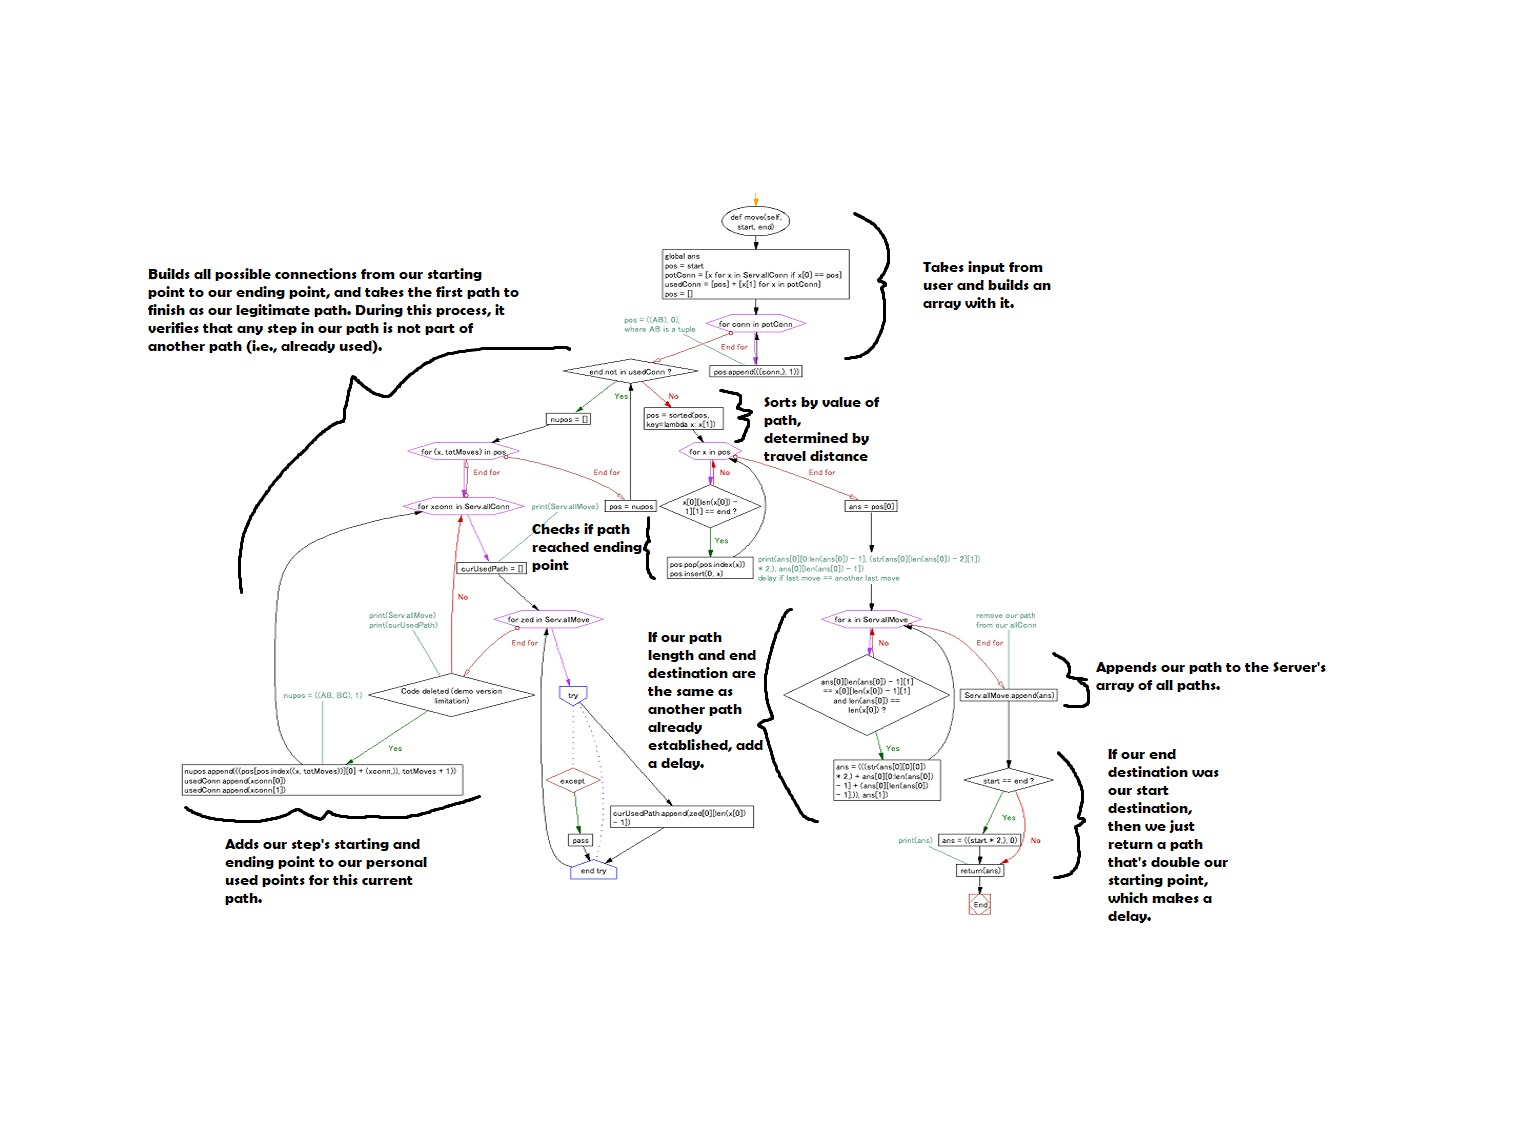 def move(self,
start, end)
global ans
pos = start
potConn = [x for x in Serv.allConn if x[0] == pos]
usedConn = [pos] + [x[1] for x in potConn]
pos = []
Takes input from
user and builds an
array with it.
Builds all possible connections from our starting
point to our ending point, and takes the first path to
finish as our legitimate path. During this process, it
verifies that any step in our path is not part of
another path (i.e., already used).
pos = ((AB), 0),
where AB is a tuple
for conn in potConn
End for
end not in usedConn ?
pos.append(((conn,), 1))
Yes
No
nupos = []
pos = sorted(pos,
key=lambda x: x[1])
Sorts by value of
path,
determined by
travel distance
for (x, totMoves) in pos
for x in pos
End for
End for
No
End for
for xconn in Serv.allConn
print(Serv.allMove)
pos = nupos
x[0][len(x[0]) -
1][1] == end ?
ans = pos[0]
Checks if path
reached ending
point
Yes
curUsedPath = []
pos.pop(pos.index(x))
pos.insert(0, x)
print(ans[0][0:len(ans[0]) - 1], (str(ans[0][len(ans[0]) - 2][1])
* 2,), ans[0][len(ans[0]) - 1])
delay if last move == another last move
No
print(Serv.allMove)
print(curUsedPath)
for zed in Serv.allMove
End for
for x in Serv.allMove
No
remove our path
from our allConn
End for
If our path
length and end
destination are
the same as
another path
already
established, add
a delay.
nupos = ((AB, BC), 1)
Code deleted (demo version
limitation)
try
ans[0][len(ans[0]) - 1][1]
== x[0][len(x[0]) - 1][1]
and len(ans[0]) ==
len(x[0]) ?
Serv.allMove.append(ans)
Appends our path to the Server's
array of all paths.
Yes
Yes
nupos.append(((pos[pos.index((x, totMoves))][0] + (xconn,)), totMoves + 1))
usedConn.append(xconn[0])
usedConn.append(xconn[1])
except
ans = (((str(ans[0][0][0])
* 2,) + ans[0][0:len(ans[0])
- 1] + (ans[0][len(ans[0])
- 1],)), ans[1])
start == end ?
If our end
destination was
our start
destination,
then we just
return a path
that's double our
starting point,
which makes a
delay.
curUsedPath.append(zed[0][len(x[0])
- 1])
Yes
No
pass
print(ans)
ans = ((start * 2,), 0)
Adds our step's starting and
ending point to our personal
used points for this current
path.
end try
return(ans)
End